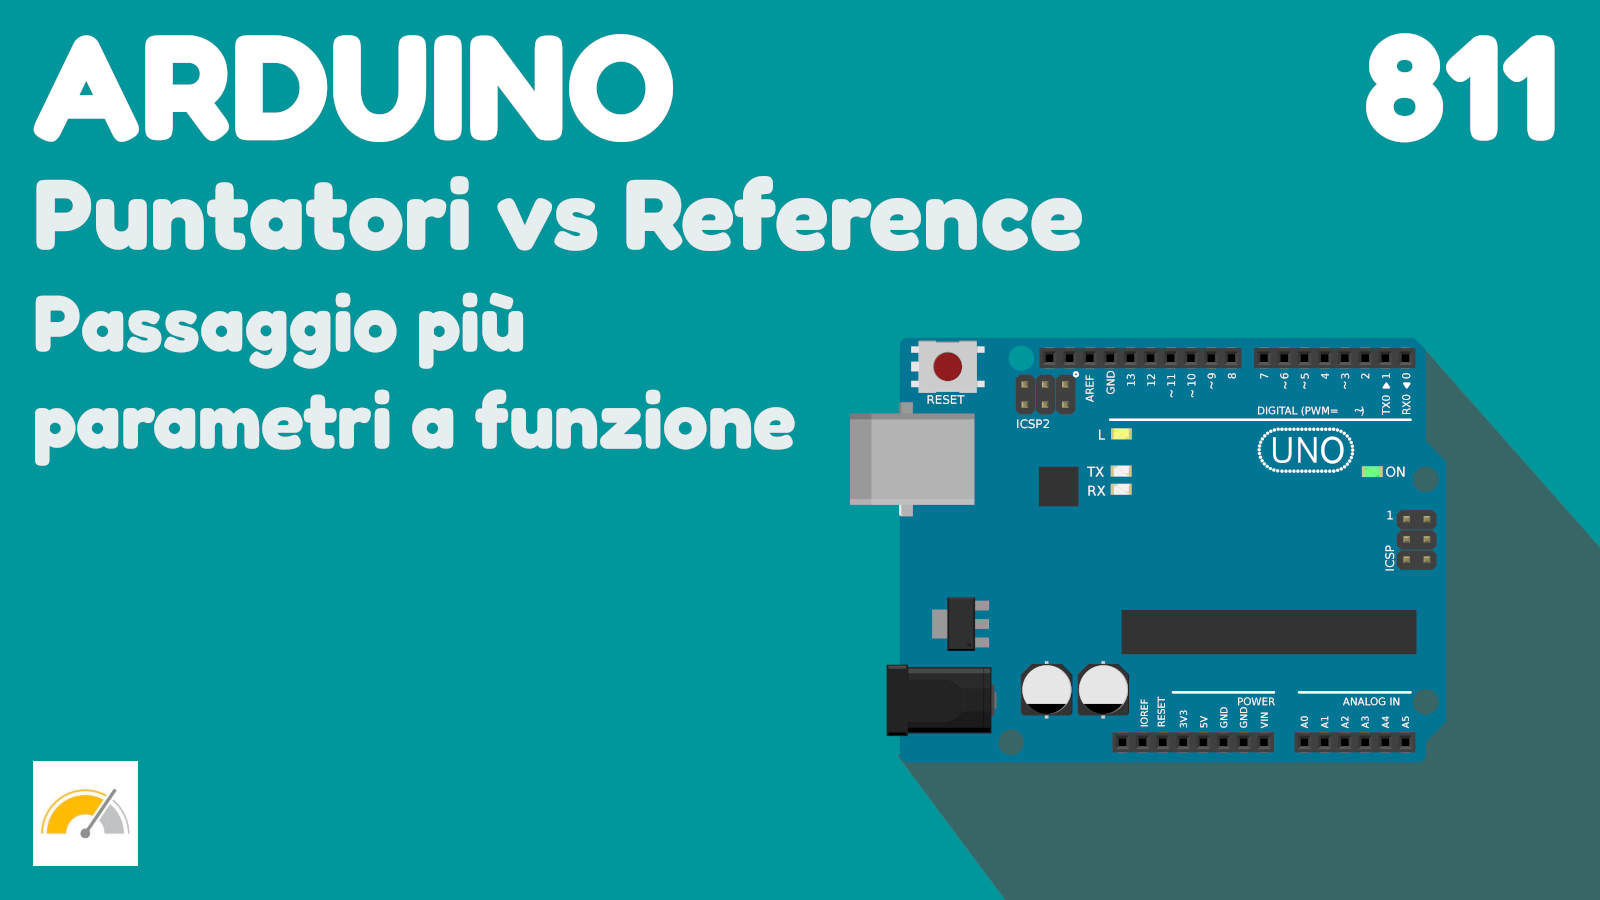 ARDUINO 811
Puntatori vs Reference
Passaggio più
parametri a funzione
RESET
ICSP2
AREF GND 13 12 ~11 ~10 ~9 8 7 ~6 ~5 4 ~3 2 TX0 1 RX0 0
DIGITAL (PWM= ~)
L
UNO
TX
RX
ON
1
ICSP
POWER
ANALOG IN
IOREF RESET 3V3 5V GND GND VIN A0 A1 A2 A3 A4 A5